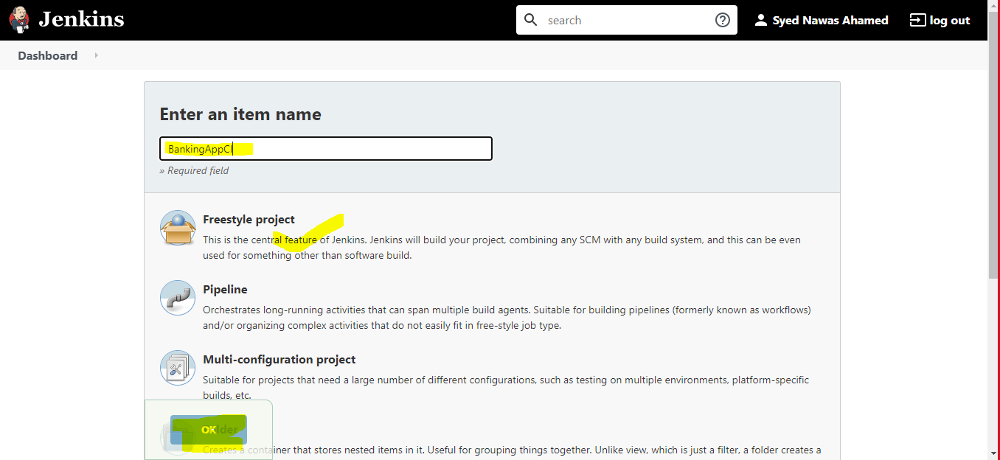 Jenkins
search
Syed Nawas Ahamed
log out
Dashboard
Enter an item name
BankingAppCI
» Required field
Freestyle project
This is the central feature of Jenkins. Jenkins will build your project, combining any SCM with any build system, and this can be even
used for something other than software build.
Pipeline
Orchestrates long-running activities that can span multiple build agents. Suitable for building pipelines (formerly known as workflows)
and/or organizing complex activities that do not easily fit in free-style job type.
Multi-configuration project
Suitable for projects that need a large number of different configurations, such as testing on multiple environments, platform-specific
builds, etc.
OK
Folder
Creates a container that stores nested items in it. Useful for grouping things together. Unlike view, which is just a filter, a folder creates a